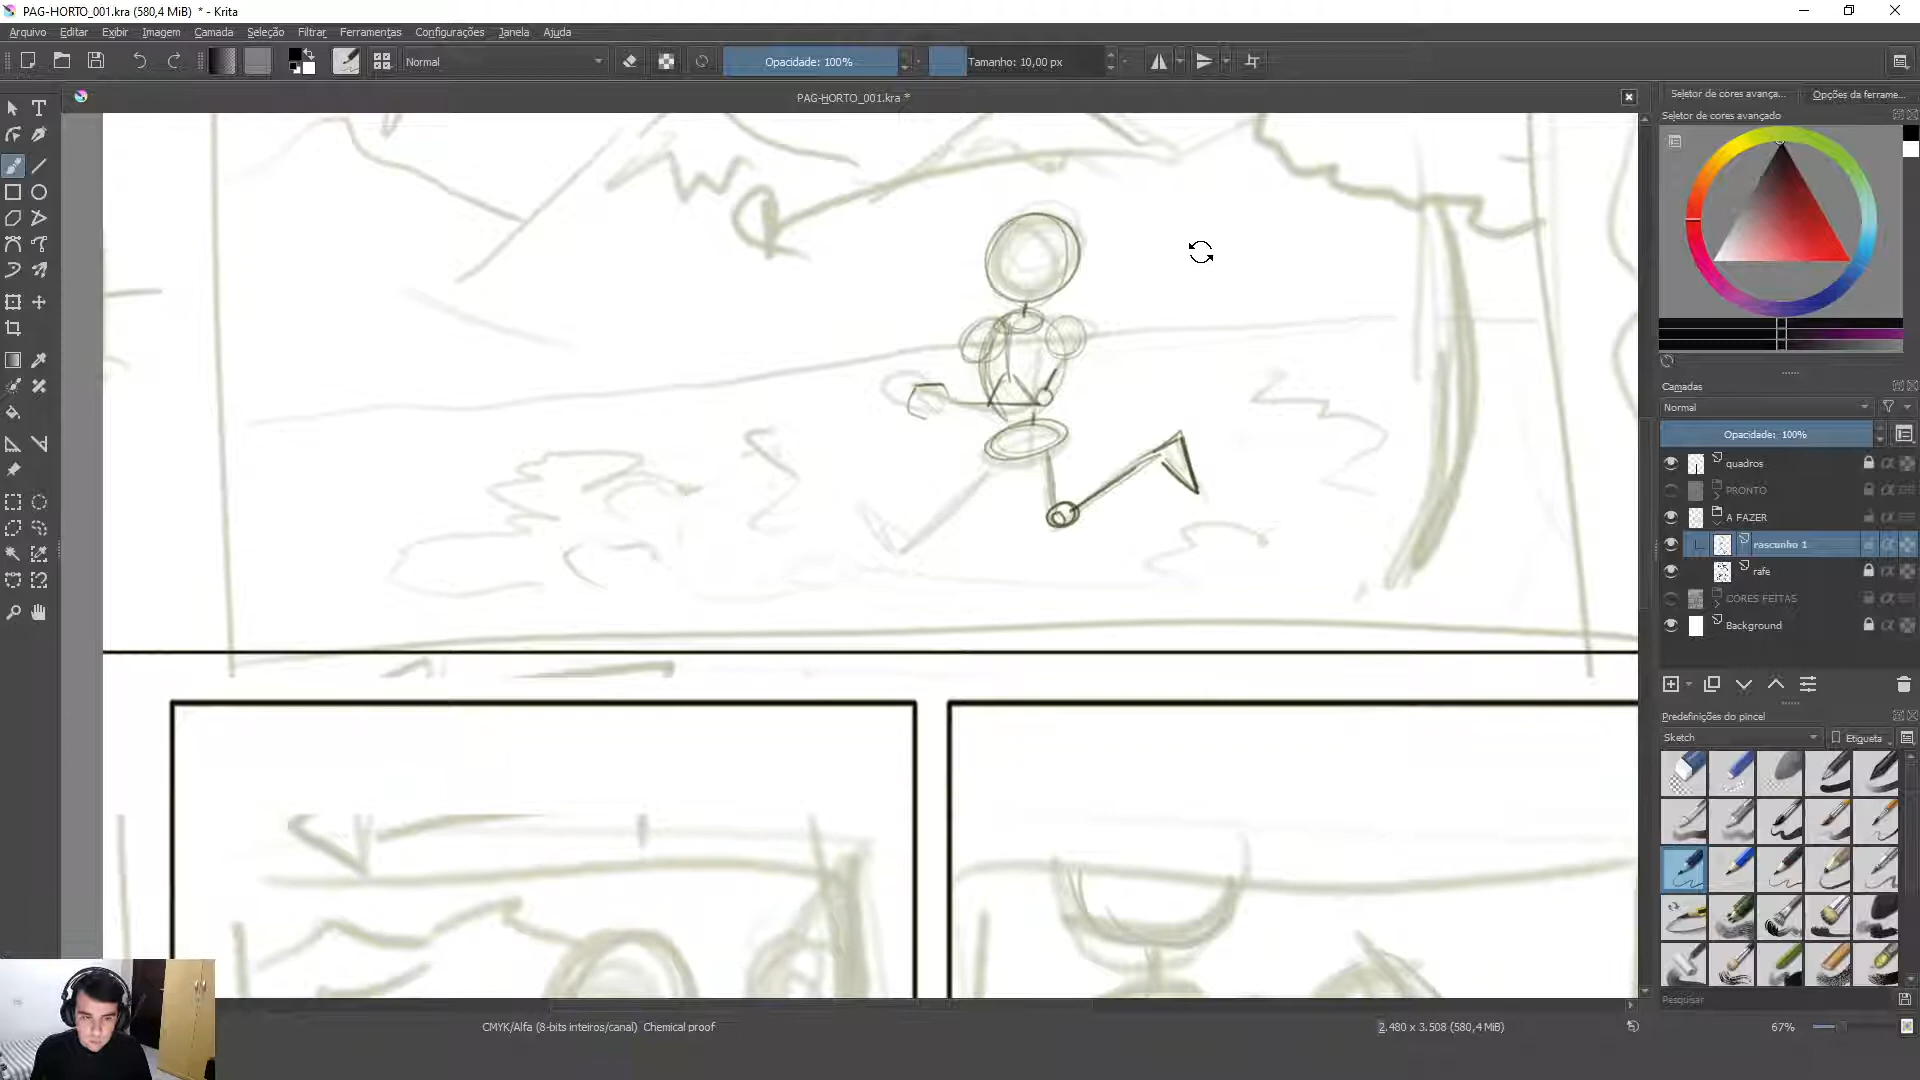 PAG-HORTO_001.kra (580,4 MiB) * - Krita
Arquivo Editar Exibir Imagem Camada Seleção Filtrar Ferramentas Configurações Janela Ajuda
Normal Opacidade: 100% Tamanho: 10,00 px
PAG-HORTO_001.kra *
Seletor de cores avança... Opções da ferrame...
Seletor de cores avançado
Camadas
Normal
Opacidade: 100%
quadros
PRONTO
A FAZER
rascunho 1
rafe
CORES FEITAS
Background
Predefinições do pincel
Sketch Etiqueta
Pesquisar
CMYK/Alfa (8-bits inteiros/canal) Chemical proof 2.480 x 3.508 (580,4 MiB) 67%